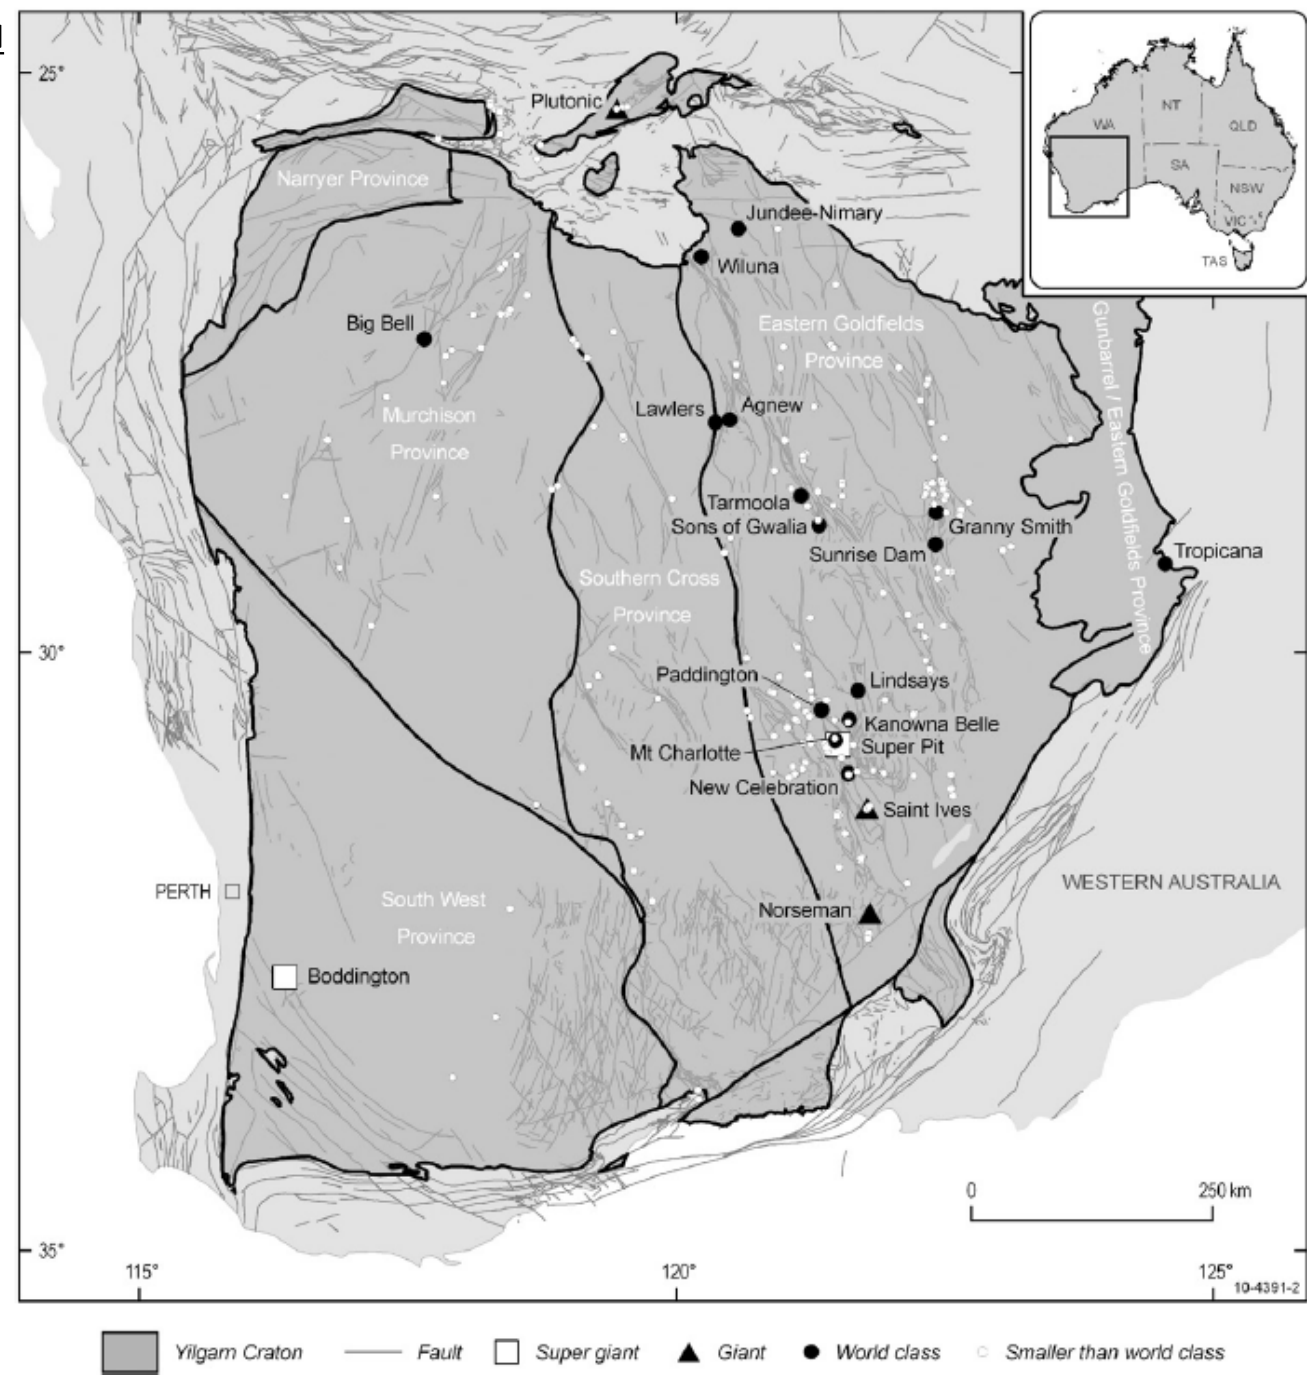 25°
30°
35°
115°
120°
125°
NT
WA
QLD
SA
NSW
VIC
TAS
Plutonic
Narryer Province
Jundee-Nimary
Wiluna
Big Bell
Eastern Goldfields
Province
Gunbarrel / Eastern Goldfields Province
Lawlers
Agnew
Murchison
Province
Tarmoola
Sons of Gwalia
Granny Smith
Sunrise Dam
Tropicana
Southern Cross
Province
Paddington
Lindsays
Kanowna Belle
Mt Charlotte
Super Pit
New Celebration
Saint Ives
PERTH
WESTERN AUSTRALIA
South West
Province
Norseman
Boddington
0
250 km
10-4391-2
Yilgarn Craton
Fault
Super giant
Giant
World class
Smaller than world class